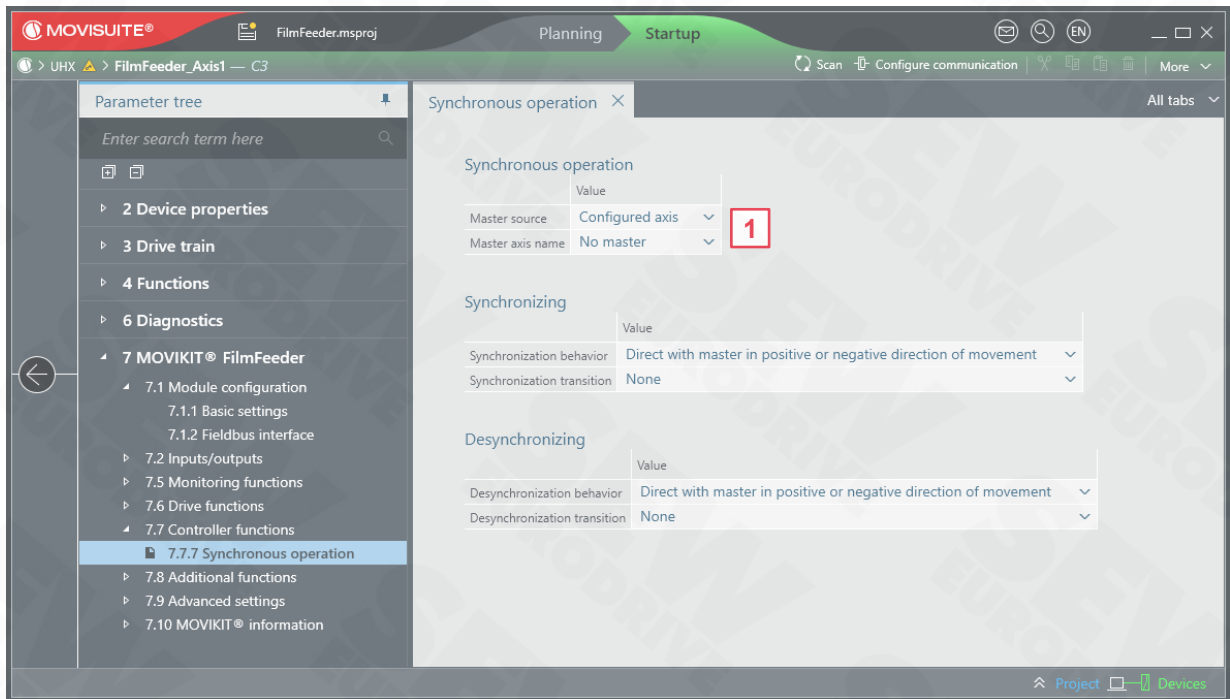 MOVISUITE® FilmFeeder.msproj Planning Startup EN
> UHX > FilmFeeder_Axis1 — C3 Scan Configure communication More
Parameter tree
Synchronous operation
All tabs
Enter search term here
2 Device properties
3 Drive train
4 Functions
6 Diagnostics
7 MOVIKIT® FilmFeeder
7.1 Module configuration
7.1.1 Basic settings
7.1.2 Fieldbus interface
7.2 Inputs/outputs
7.5 Monitoring functions
7.6 Drive functions
7.7 Controller functions
7.7.7 Synchronous operation
7.8 Additional functions
7.9 Advanced settings
7.10 MOVIKIT® information
Synchronous operation
Value
Master source Configured axis
Master axis name No master
1
Synchronizing
Value
Synchronization behavior Direct with master in positive or negative direction of movement
Synchronization transition None
Desynchronizing
Value
Desynchronization behavior Direct with master in positive or negative direction of movement
Desynchronization transition None
Project Devices
SEW
EURODRIVE